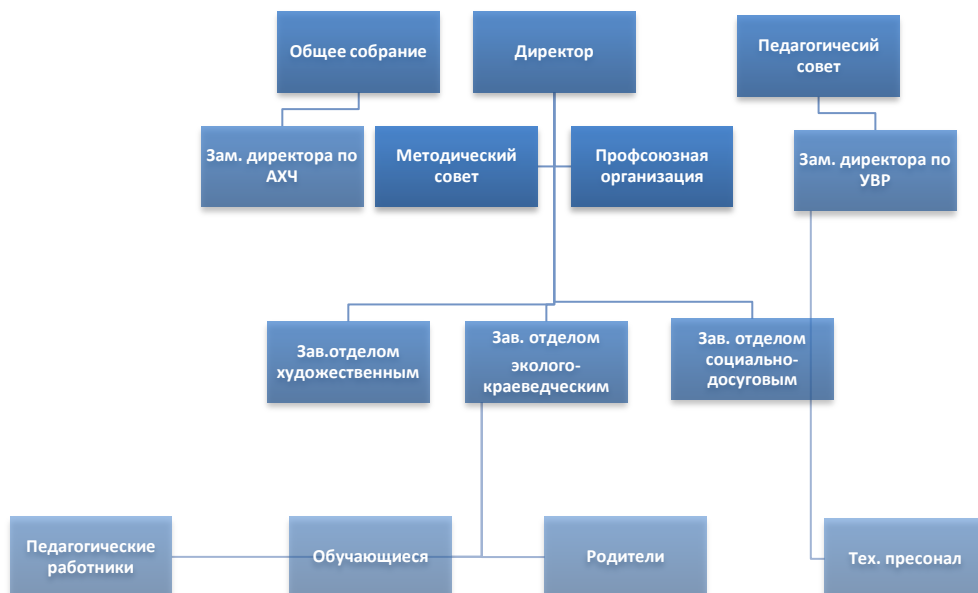 Общее собрание
Директор
Педагогичесий
совет
Зам. директора по
АХЧ
Методический
совет
Профсоюзная
организация
Зам. директора по
УВР
Зав.отделом
художественным
Зав. отделом
эколого-
краеведческим
Зав. отделом
социально-
досуговым
Педагогические
работники
Обучающиеся
Родители
Тех. пресонал